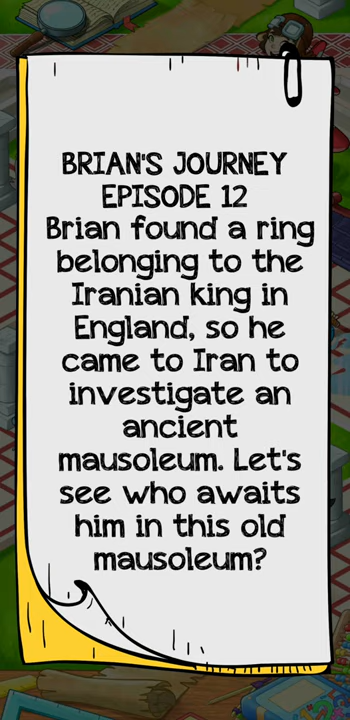 BRIAN'S JOURNEY
EPISODE 12
Brian found a ring
belonging to the
Iranian king in
England, so he
came to Iran to
investigate an
ancient
mausoleum. Let's
see who awaits
him in this old
mausoleum?